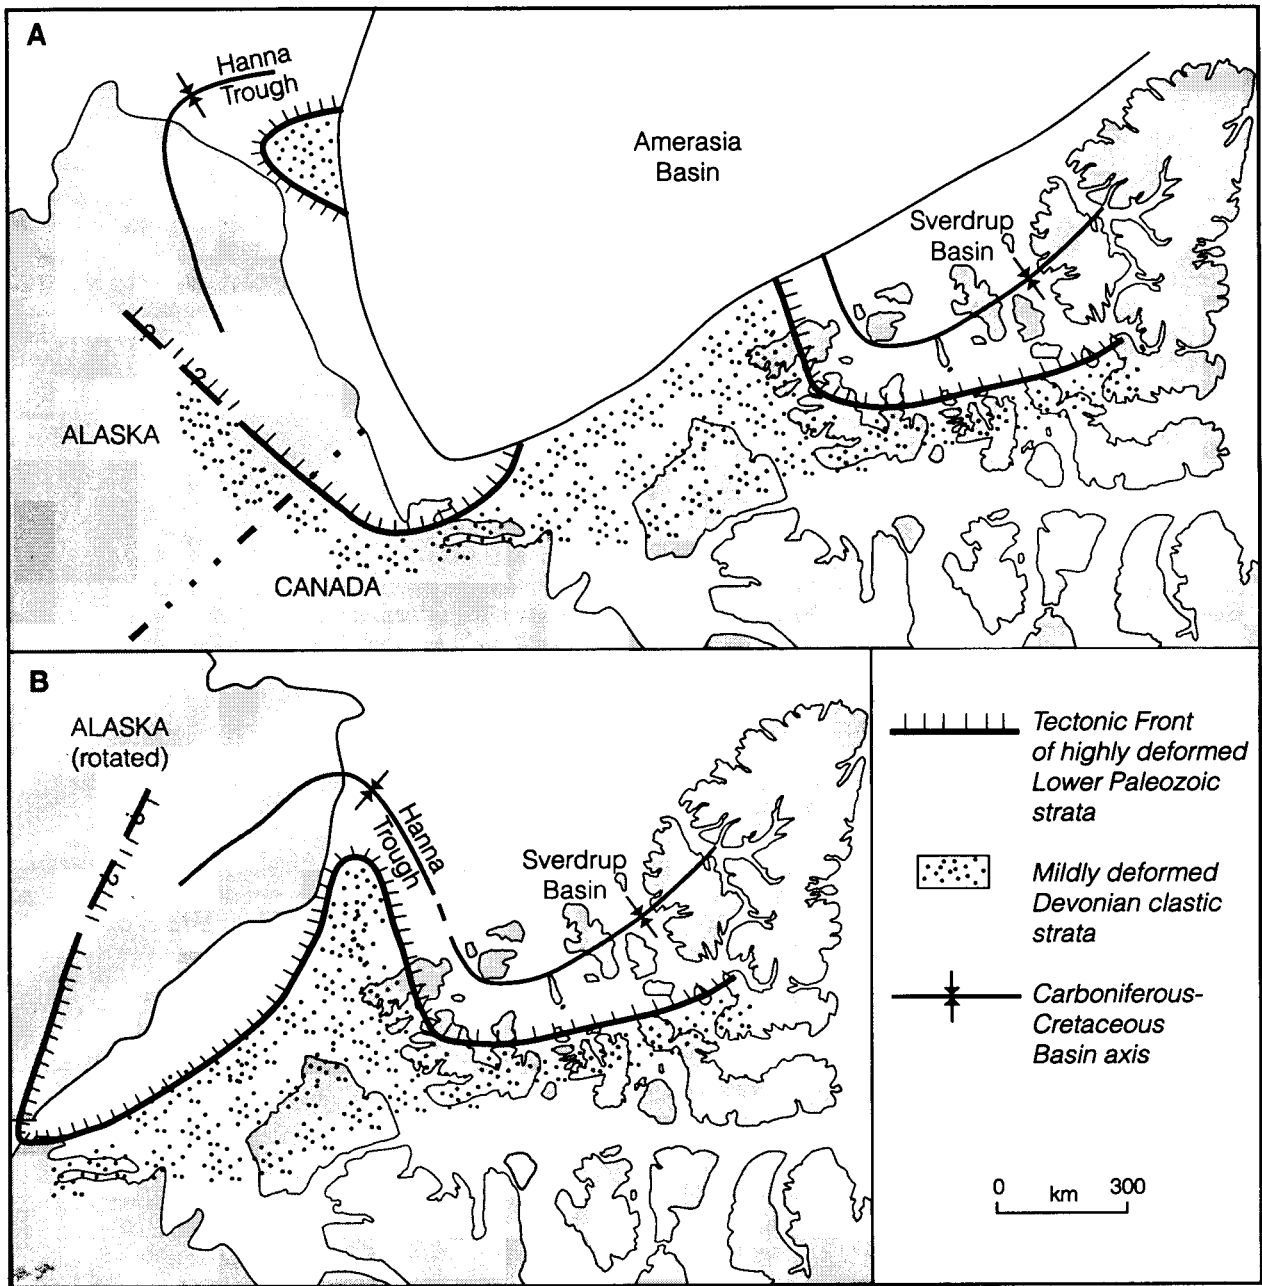 A
Hanna
Trough
Amerasia
Basin
Sverdrup
Basin
?
?
ALASKA
CANADA
B
ALASKA
(rotated)
?
?
Hanna
Trough
Sverdrup
Basin
Tectonic Front
of highly deformed
Lower Paleozoic
strata
Mildly deformed
Devonian clastic
strata
Carboniferous-
Cretaceous
Basin axis
0 km 300